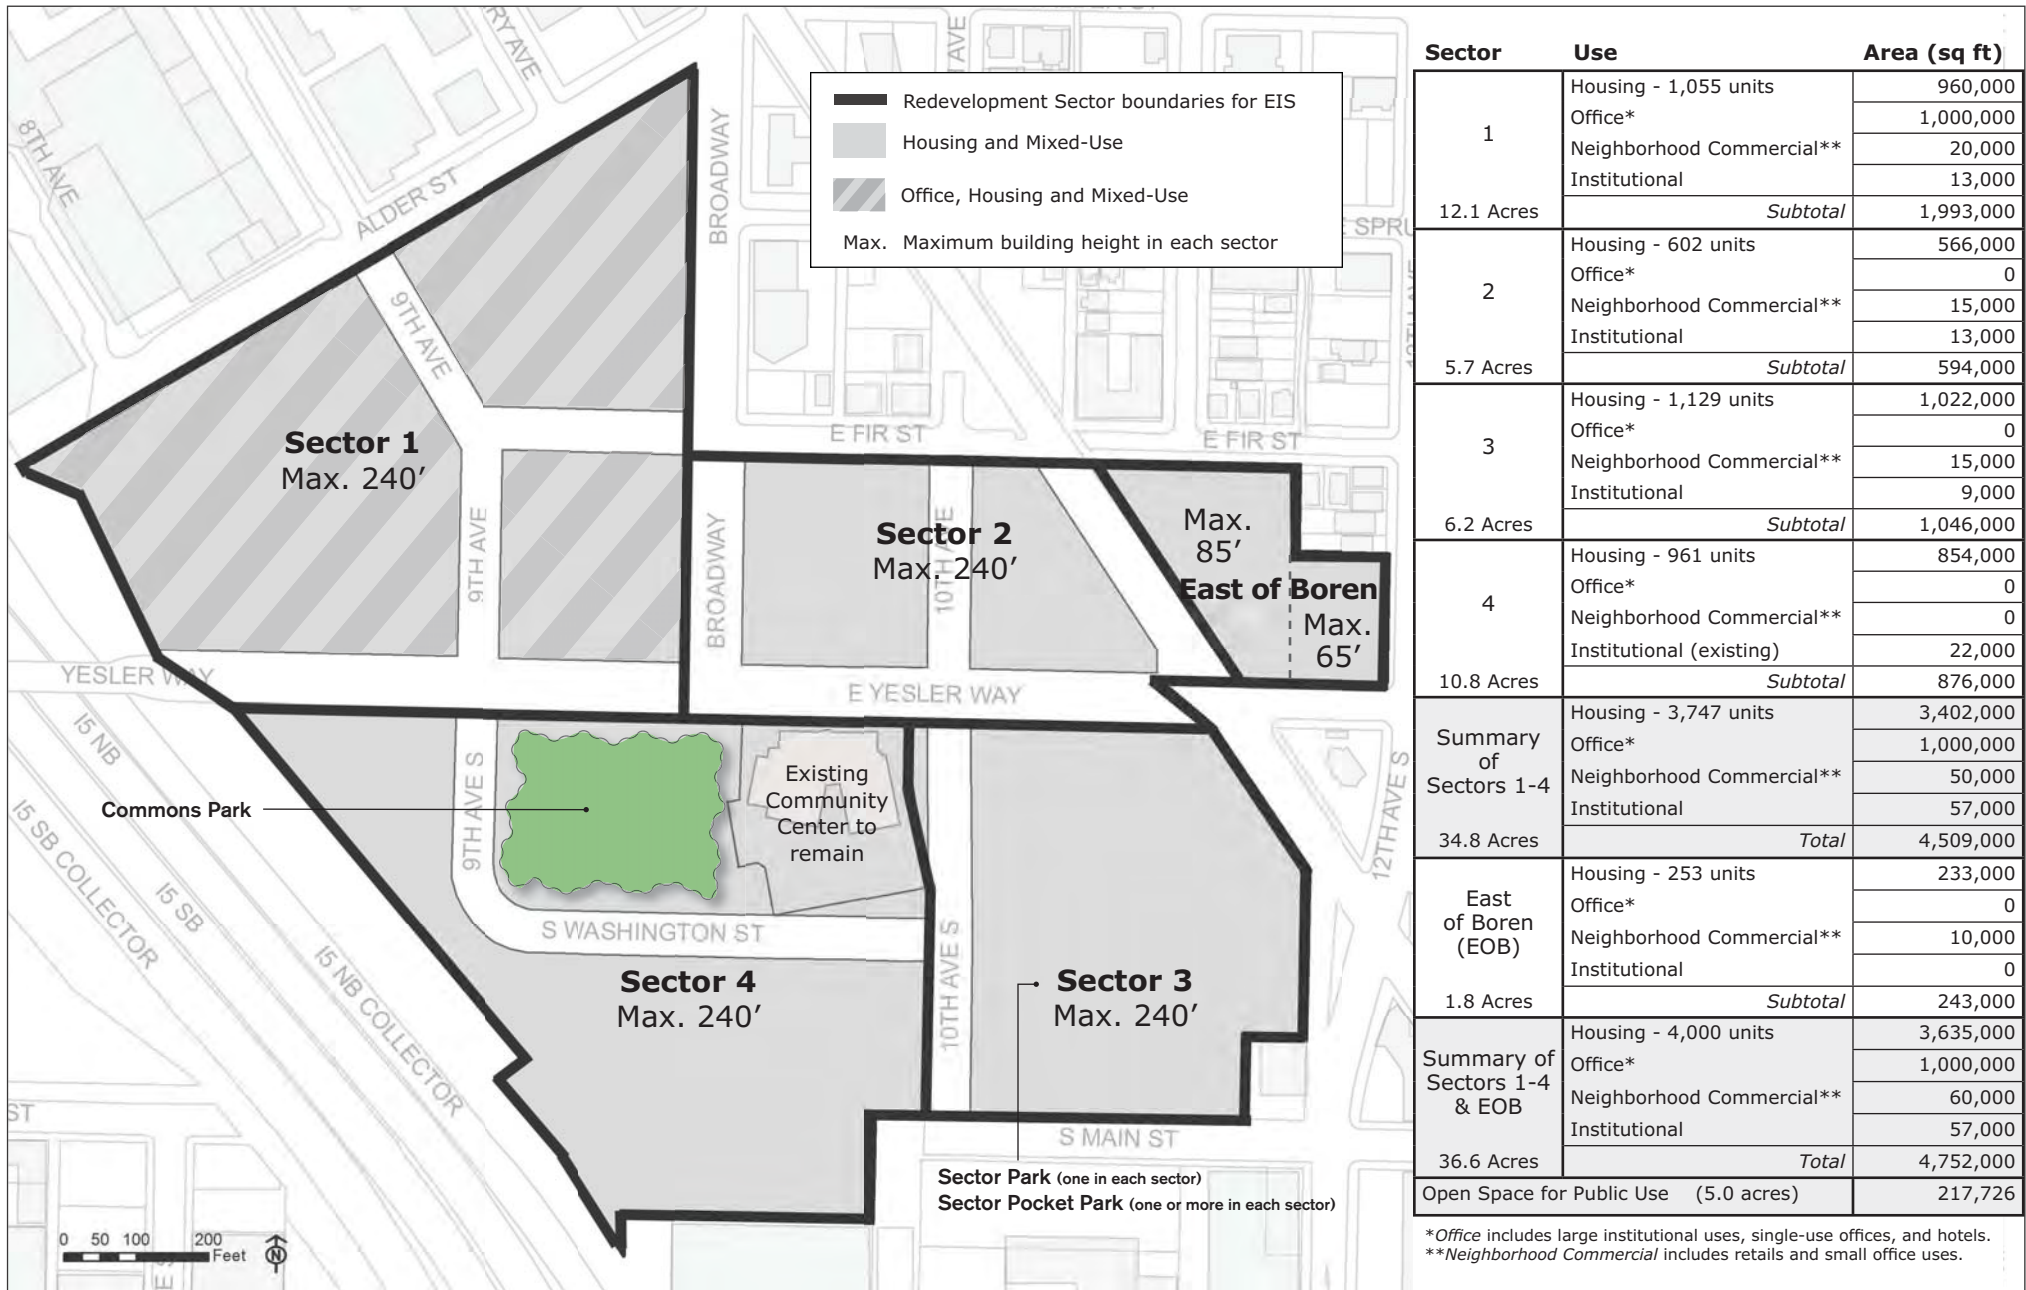 RY AVE
8TH AVE
ALDER ST
BROADWAY
AVE
Redevelopment Sector boundaries for EIS
Housing and Mixed-Use
Office, Housing and Mixed-Use
Max. Maximum building height in each sector
E SPRU
9TH AVE
E FIR ST
E FIR ST
Sector 1
Max. 240’
9TH AVE
BROADWAY
Sector 2
Max. 240’
10TH AVE
Max.
85’
East of Boren
Max.
65’
YESLER WAY
E YESLER WAY
I5 NB
I5 SB COLLECTOR
I5 SB
I5 NB COLLECTOR
Commons Park
9TH AVE S
Existing
Community
Center to
remain
S WASHINGTON ST
12TH AVE S
10TH AVE S
Sector 4
Max. 240’
Sector 3
Max. 240’
ST
S MAIN ST
Sector Park (one in each sector)
Sector Pocket Park (one or more in each sector)
0 50 100 200
Feet
N
Sector Use Area (sq ft)
1
Housing - 1,055 units 960,000
Office* 1,000,000
Neighborhood Commercial** 20,000
Institutional 13,000
12.1 Acres Subtotal 1,993,000
2
Housing - 602 units 566,000
Office* 0
Neighborhood Commercial** 15,000
Institutional 13,000
5.7 Acres Subtotal 594,000
3
Housing - 1,129 units 1,022,000
Office* 0
Neighborhood Commercial** 15,000
Institutional 9,000
6.2 Acres Subtotal 1,046,000
4
Housing - 961 units 854,000
Office* 0
Neighborhood Commercial** 0
Institutional (existing) 22,000
10.8 Acres Subtotal 876,000
Summary
of
Sectors 1-4
Housing - 3,747 units 3,402,000
Office* 1,000,000
Neighborhood Commercial** 50,000
Institutional 57,000
34.8 Acres Total 4,509,000
East
of Boren
(EOB)
Housing - 253 units 233,000
Office* 0
Neighborhood Commercial** 10,000
Institutional 0
1.8 Acres Subtotal 243,000
Summary of
Sectors 1-4
& EOB
Housing - 4,000 units 3,635,000
Office* 1,000,000
Neighborhood Commercial** 60,000
Institutional 57,000
36.6 Acres Total 4,752,000
Open Space for Public Use (5.0 acres) 217,726
*Office includes large institutional uses, single-use offices, and hotels.
**Neighborhood Commercial includes retails and small office uses.